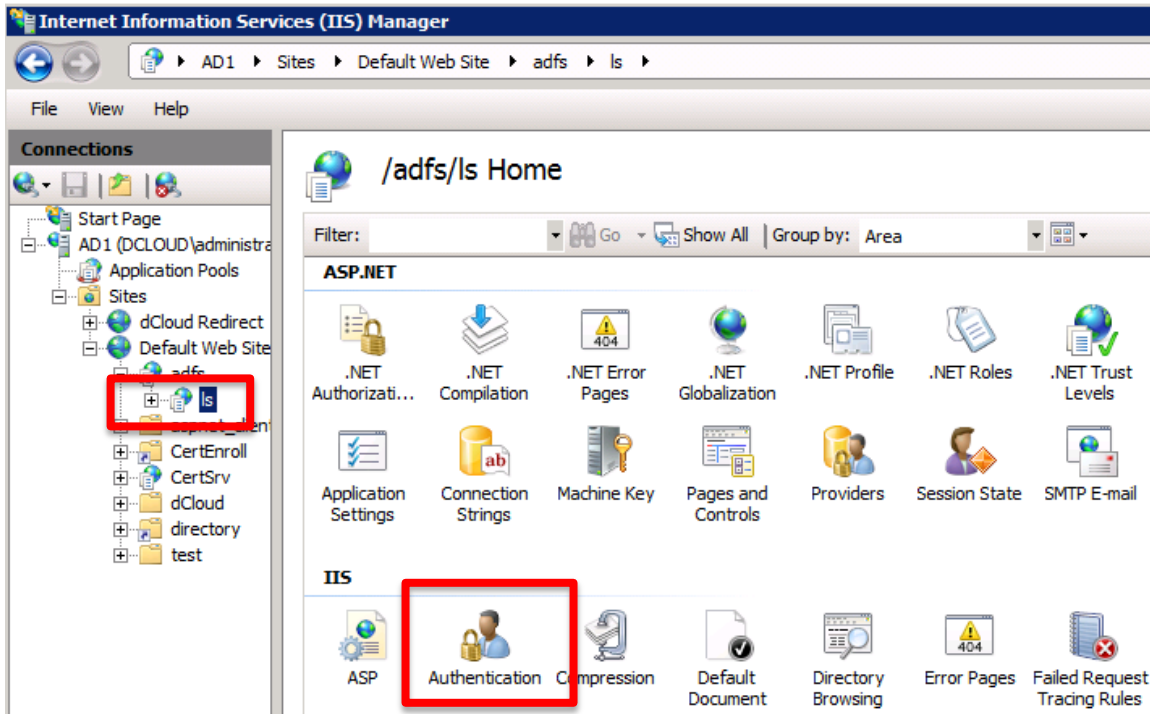 Internet Information Services (IIS) Manager
AD1 Sites Default Web Site adfs ls
File View Help
Connections
Start Page
AD1 (DCLOUD\administra
Application Pools
Sites
dCloud Redirect
Default Web Site
adfs
ls
aspnet_clien
CertEnroll
CertSrv
dCloud
directory
test
/adfs/ls Home
Filter: Go Show All Group by: Area
ASP.NET
.NET Authorizati...
.NET Compilation
.NET Error Pages
.NET Globalization
.NET Profile
.NET Roles
.NET Trust Levels
Application Settings
Connection Strings
Machine Key
Pages and Controls
Providers
Session State
SMTP E-mail
IIS
ASP
Authentication
Compression
Default Document
Directory Browsing
Error Pages
Failed Request Tracing Rules
404
ab
404